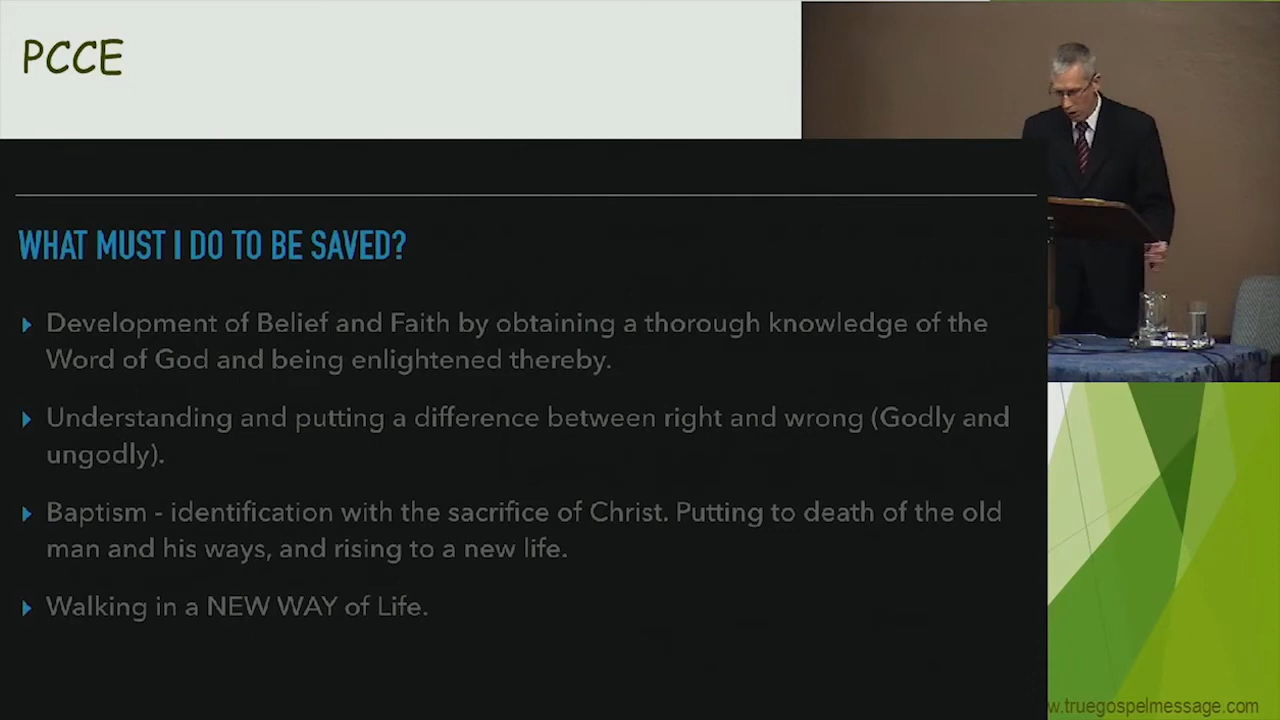 PCCE
WHAT MUST I DO TO BE SAVED?
Development of Belief and Faith by obtaining a thorough knowledge of the
Word of God and being enlightened thereby.
Understanding and putting a difference between right and wrong (Godly and
ungodly).
Baptism - identification with the sacrifice of Christ. Putting to death of the old
man and his ways, and rising to a new life.
Walking in a NEW WAY of Life.
w.truegospelmessage.com